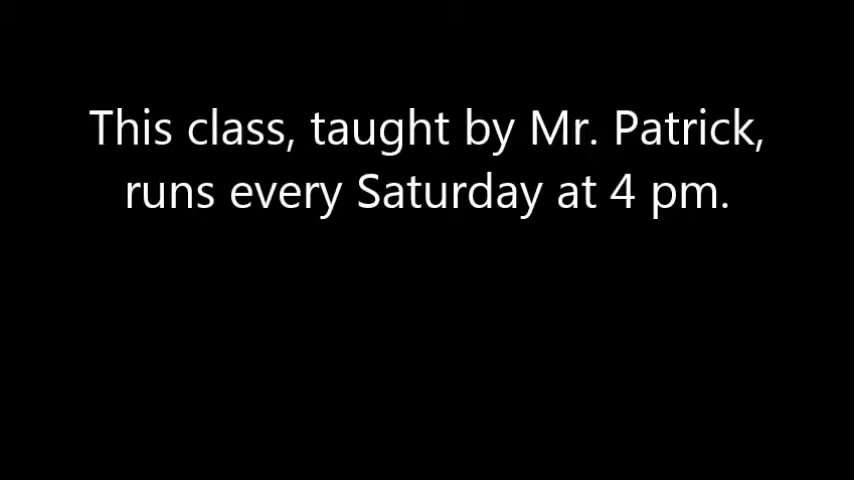 This class, taught by Mr. Patrick,
runs every Saturday at 4 pm.